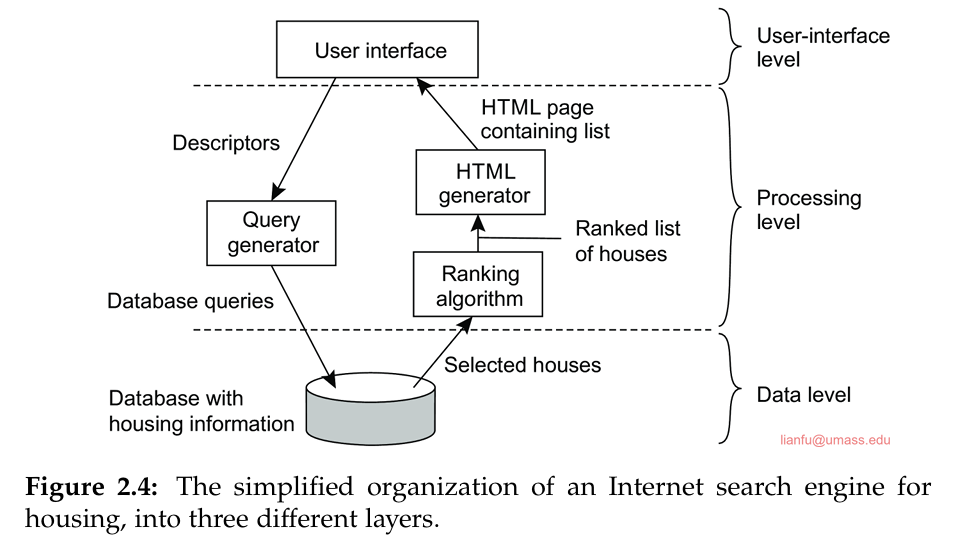 User interface
User-interface
level
HTML page
containing list
Descriptors
HTML
generator
Processing
level
Query
generator
Ranked list
of houses
Ranking
algorithm
Database queries
Selected houses
Database with
housing information
Data level
lianfu@umass.edu
Figure 2.4: The simplified organization of an Internet search engine for
housing, into three different layers.